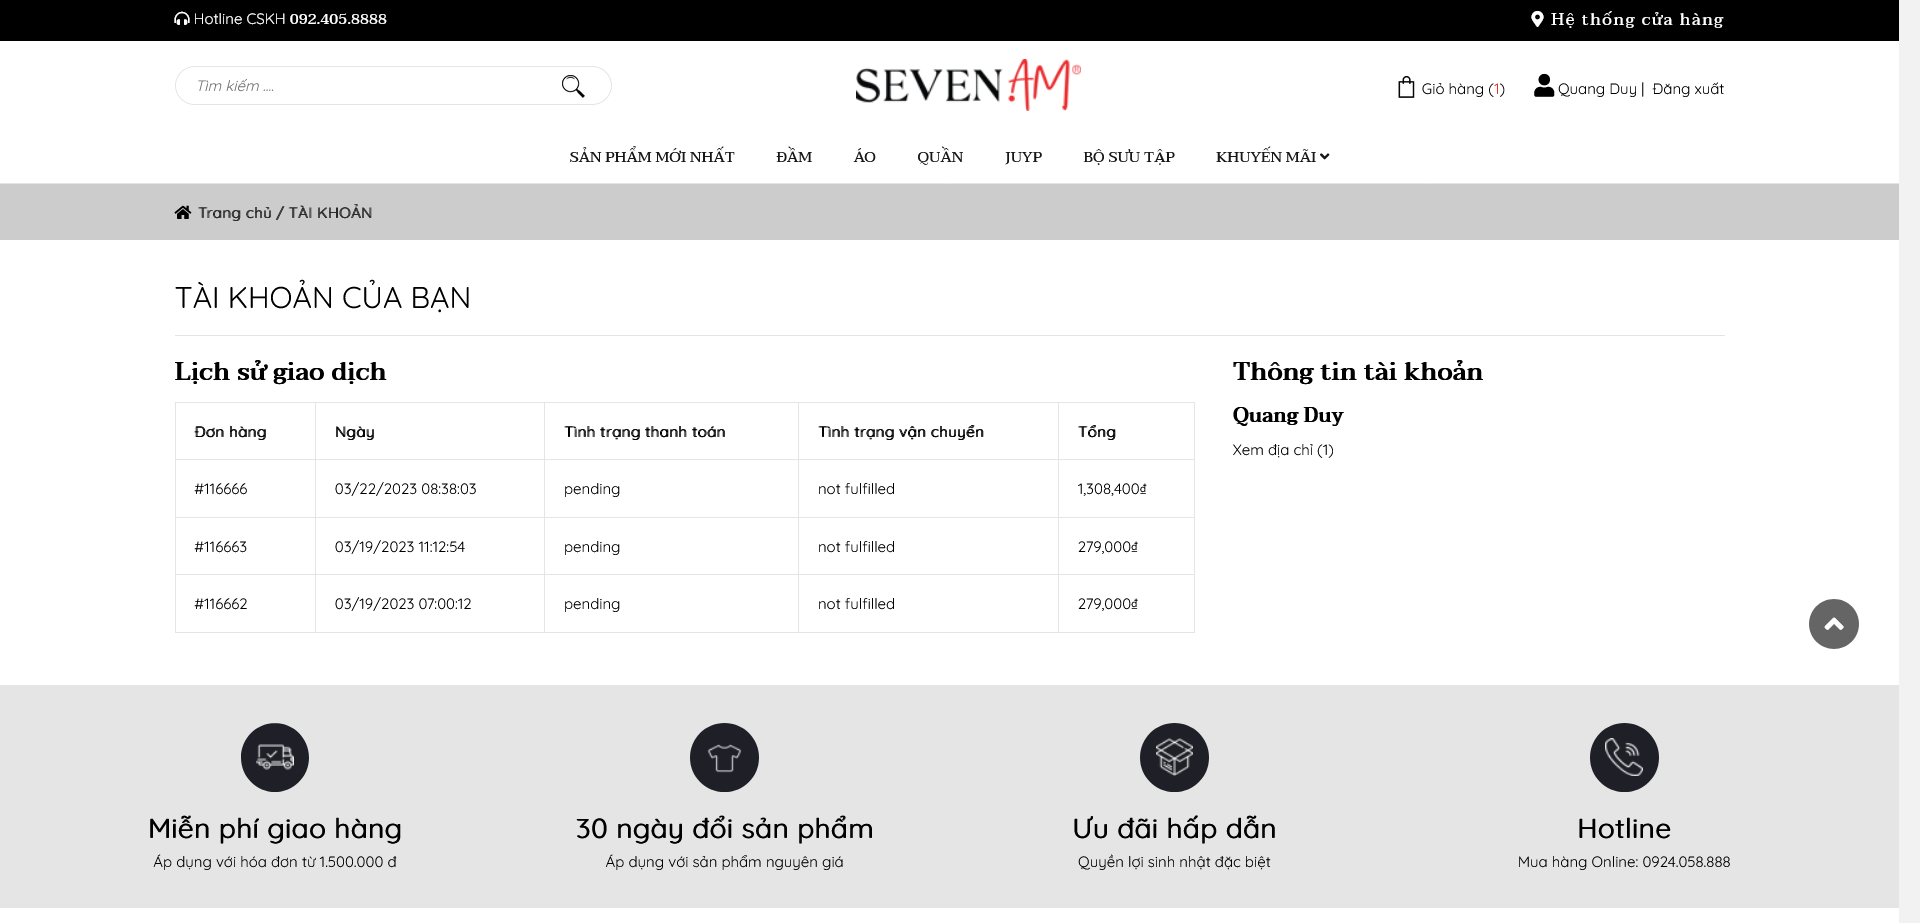 Hotline CSKH 092.405.8888
Hệ thống cửa hàng
Tìm kiếm ....
SEVEN.AM®
Giỏ hàng (1)
Quang Duy | Đăng xuất
SẢN PHẨM MỚI NHẤT ĐẦM ÁO QUẦN JUYP BỘ SƯU TẬP KHUYẾN MÃI
Trang chủ / TÀI KHOẢN
TÀI KHOẢN CỦA BẠN
Lịch sử giao dịch
Đơn hàng Ngày Tình trạng thanh toán Tình trạng vận chuyển Tổng
#116666 03/22/2023 08:38:03 pending not fulfilled 1,308,400₫
#116663 03/19/2023 11:12:54 pending not fulfilled 279,000₫
#116662 03/19/2023 07:00:12 pending not fulfilled 279,000₫
Thông tin tài khoản
Quang Duy
Xem địa chỉ (1)
Miễn phí giao hàng
Áp dụng với hóa đơn từ 1.500.000 đ
30 ngày đổi sản phẩm
Áp dụng với sản phẩm nguyên giá
Ưu đãi hấp dẫn
Quyền lợi sinh nhật đặc biệt
Hotline
Mua hàng Online: 0924.058.888